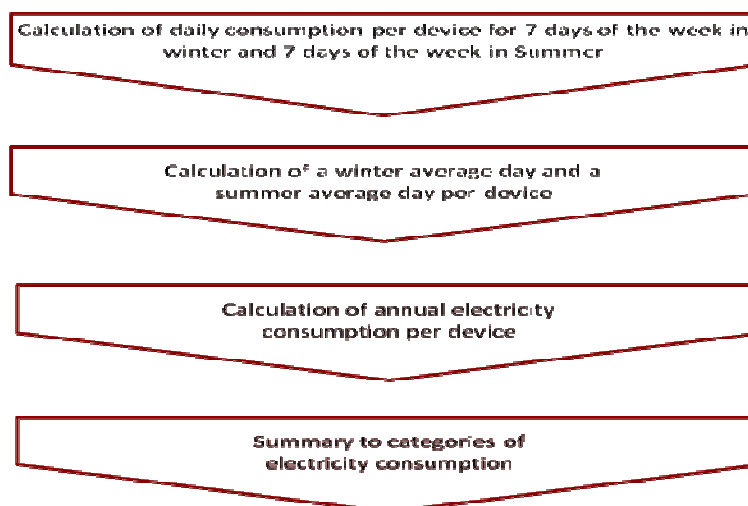 Calculation of daily consumption per device for 7 days of the week in
winter and 7 days of the week in Summer
Calculation of a winter average day and a
summer average day per device
Calculation of annual electricity
consumption per device
Summary to categories of
electricity consumption